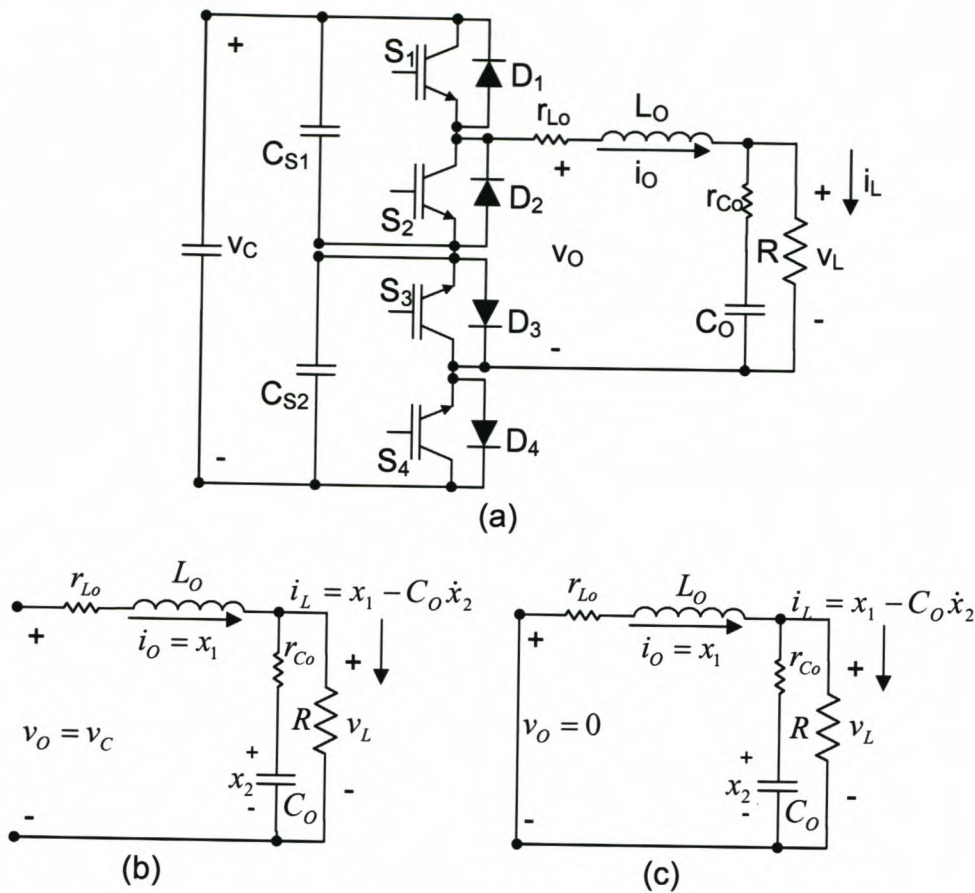 +
S1
D1
rLo
LO
CS1
+
iO
+
iL
S2
D2
rCo
vC
vO
R
vL
S3
D3
CO
-
-
CS2
S4
D4
-
(a)
rLo
LO
iL = x1 − COẋ2
+
iO = x1
rCo
+
vO = vC
R
vL
+
x2
-
CO
-
-
(b)
rLo
LO
iL = x1 − COẋ2
+
iO = x1
rCo
+
vO = 0
R
vL
+
x2
-
CO
-
-
(c)